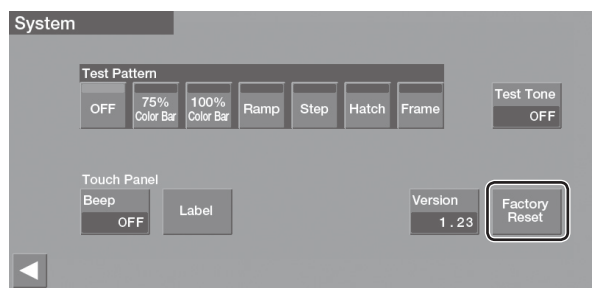 System
Test Pattern
OFF
75%
Color Bar
100%
Color Bar
Ramp
Step
Hatch
Frame
Test Tone
OFF
Touch Panel
Beep
OFF
Label
Version
1.23
Factory
Reset